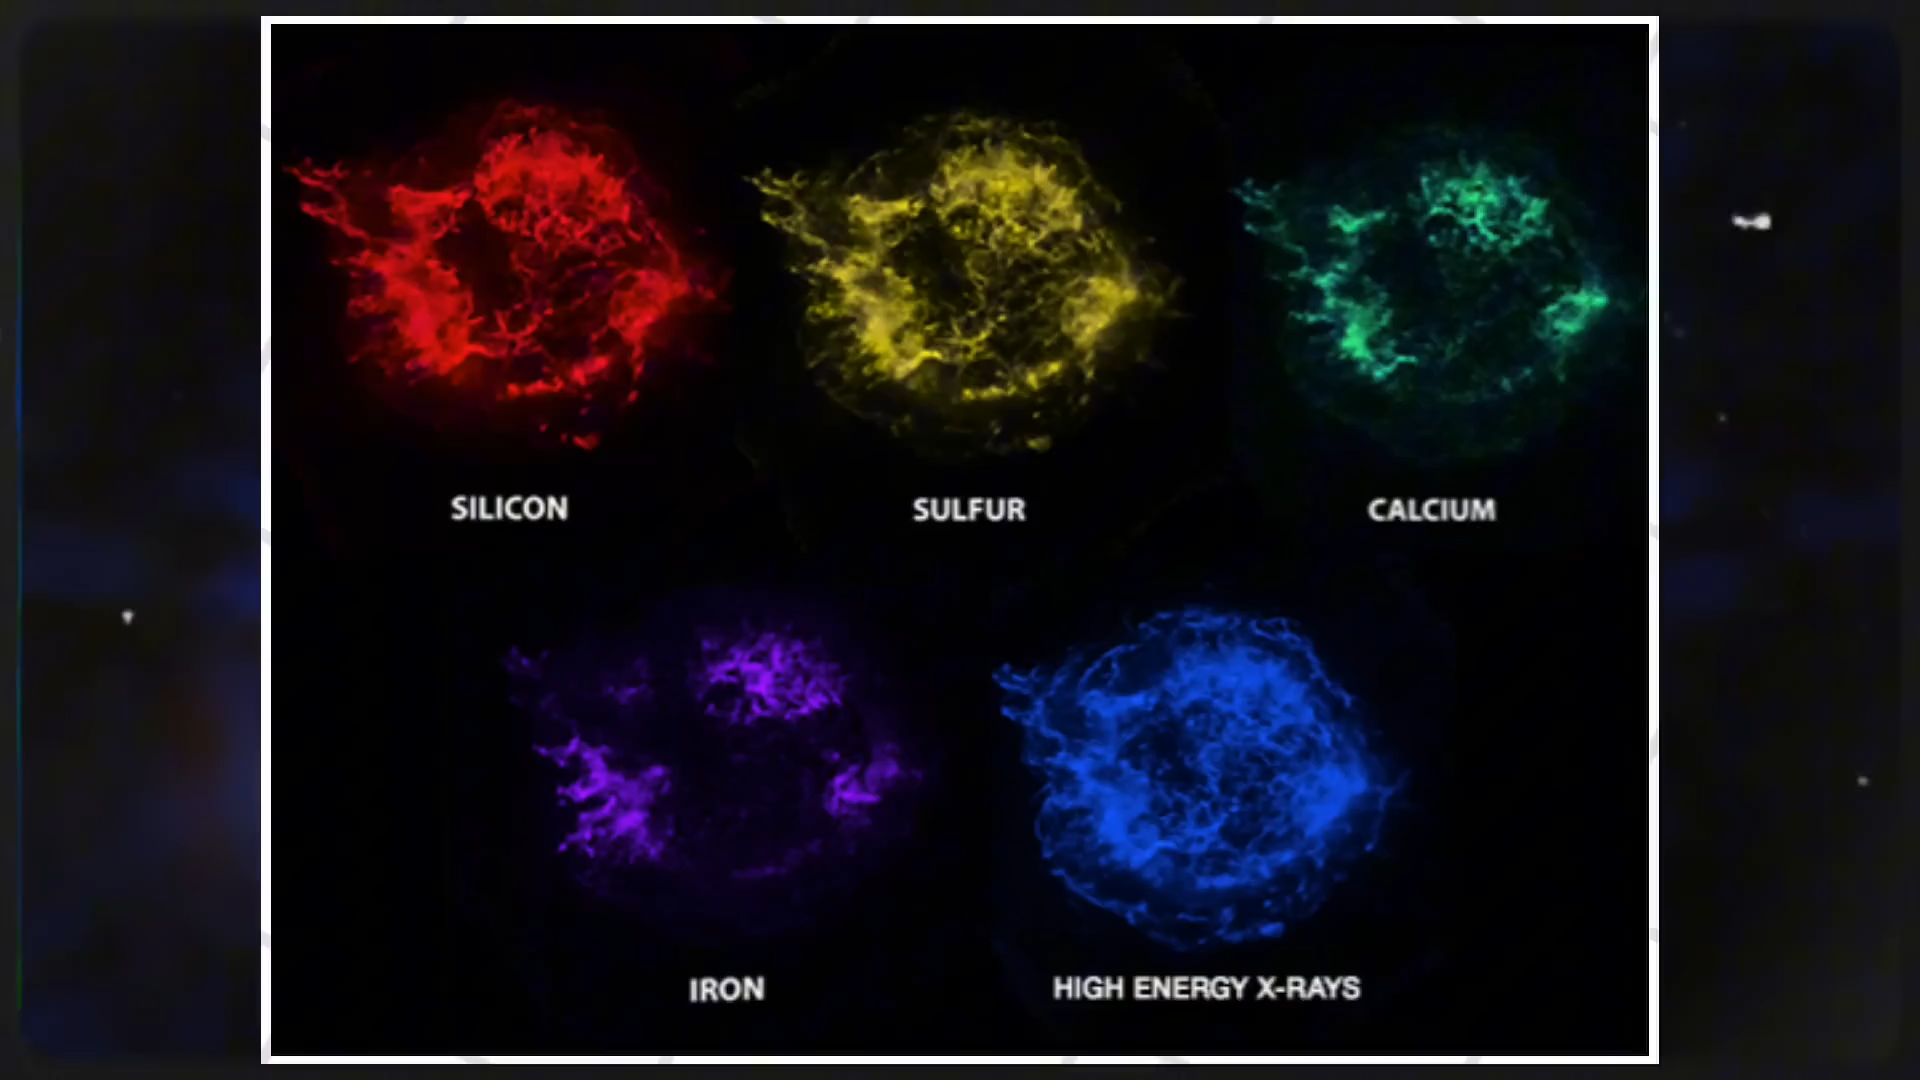 SILICON
SULFUR
CALCIUM
IRON
HIGH ENERGY X-RAYS